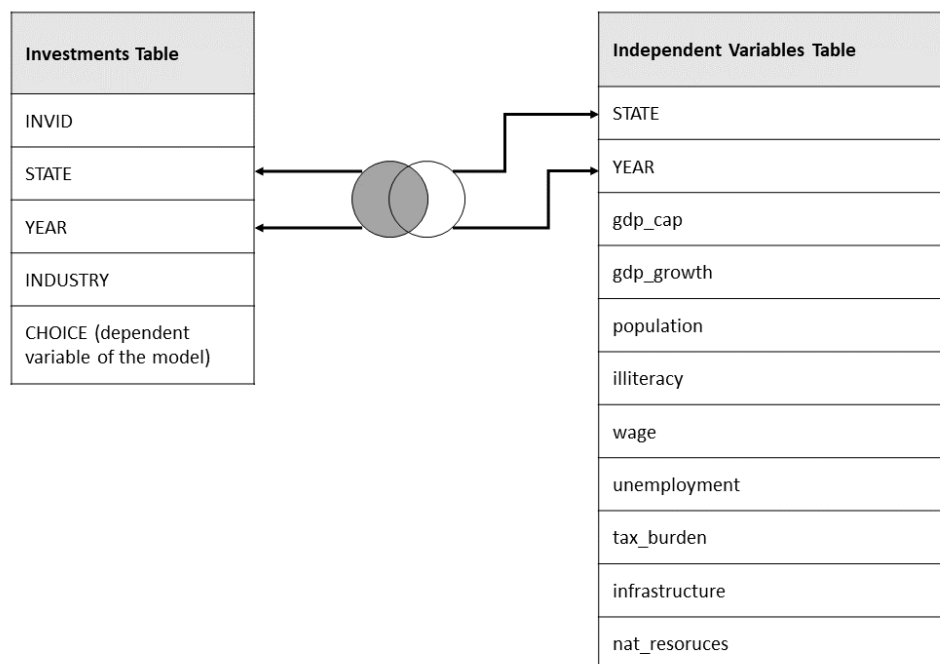 Investments Table
INVID
STATE
YEAR
INDUSTRY
CHOICE (dependent
variable of the model)
Independent Variables Table
STATE
YEAR
gdp_cap
gdp_growth
population
illiteracy
wage
unemployment
tax_burden
infrastructure
nat_resoruces